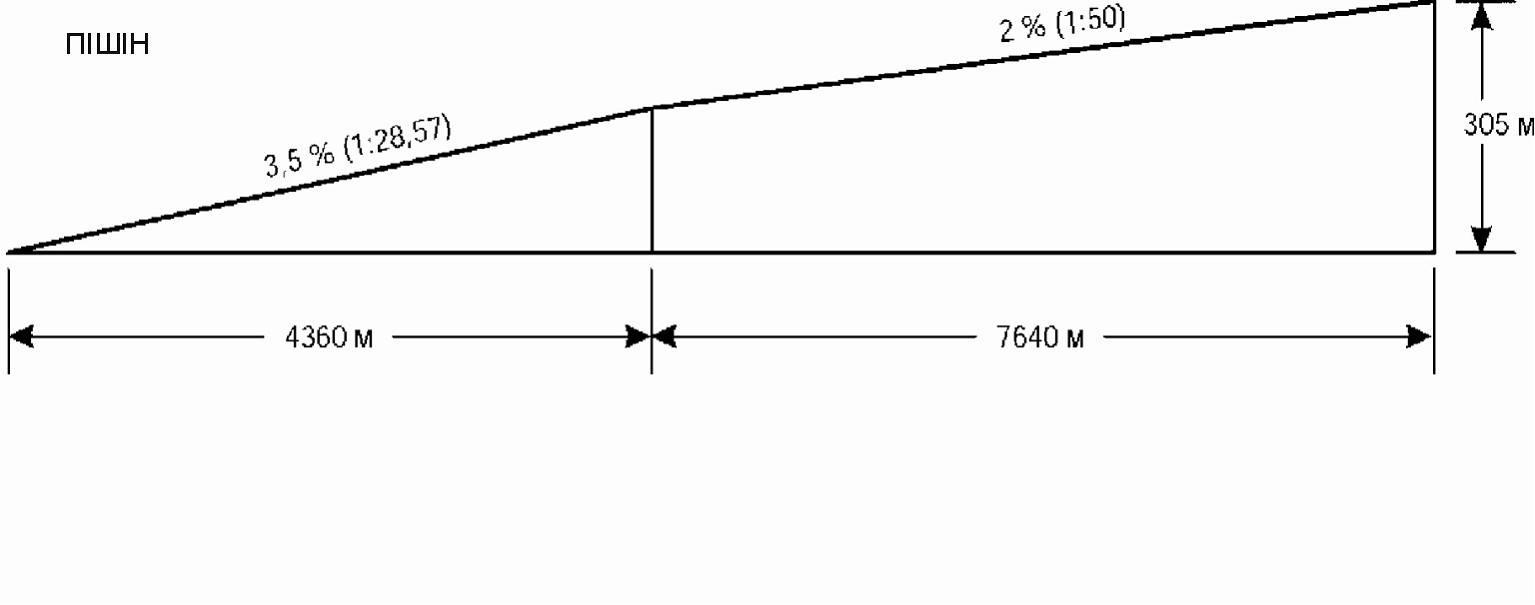 ПІШІН
2 % (1:50)
3,5 % (1:28,57)
305 м
4360 м
7640 м